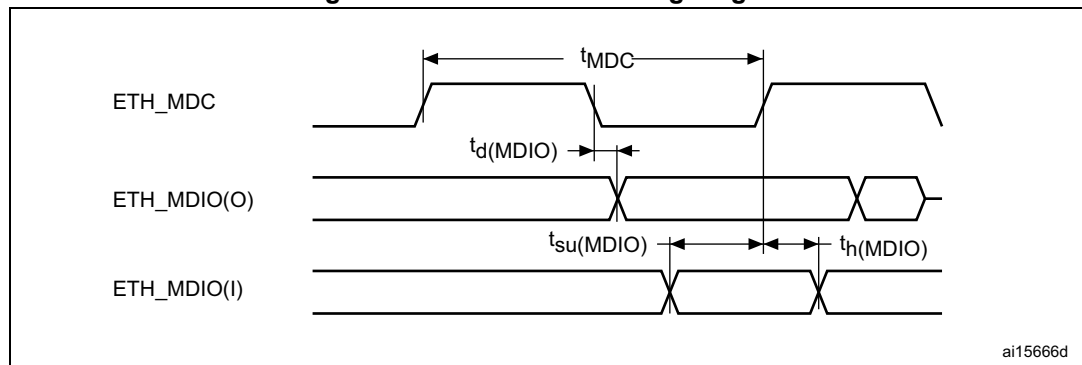 tMDC
ETH_MDC
td(MDIO)
ETH_MDIO(O)
tsu(MDIO) th(MDIO)
ETH_MDIO(I)
ai15666d